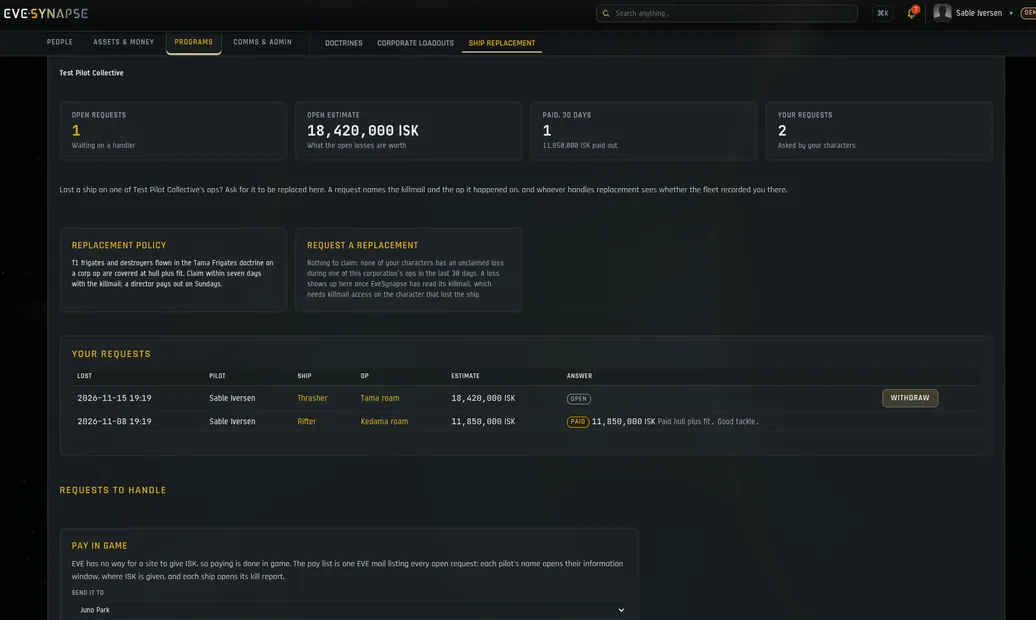 EVE·SYNAPSE
Search anything...
⌘K
7
Sable Iversen
PEOPLE
ASSETS & MONEY
PROGRAMS
COMMS & ADMIN
DOCTRINES
CORPORATE LOADOUTS
SHIP REPLACEMENT
Test Pilot Collective
OPEN REQUESTS
1
Waiting on a handler
OPEN ESTIMATE
18,420,000 ISK
What the open losses are worth
PAID, 30 DAYS
1
11,850,000 ISK paid out
YOUR REQUESTS
2
Asked by your characters
Lost a ship on one of Test Pilot Collective's ops? Ask for it to be replaced here. A request names the killmail and the op it happened on, and whoever handles replacement sees whether the fleet recorded you there.
REPLACEMENT POLICY
T1 frigates and destroyers flown in the Tama Frigates doctrine on
a corp op are covered at hull plus fit. Claim within seven days
with the killmail; a director pays out on Sundays.
REQUEST A REPLACEMENT
Nothing to claim: none of your characters has an unclaimed loss
during one of this corporation's ops in the last 30 days. A loss
shows up here once EveSynapse has read its killmail, which
needs killmail access on the character that lost the ship.
YOUR REQUESTS
LOST PILOT SHIP OP ESTIMATE ANSWER
2026-11-15 19:19 Sable Iversen Thrasher Tama roam 18,420,000 ISK OPEN WITHDRAW
2026-11-08 19:19 Sable Iversen Rifter Kedama roam 11,850,000 ISK PAID 11,850,000 ISK Paid hull plus fit. Good tackle.
REQUESTS TO HANDLE
PAY IN GAME
EVE has no way for a site to give ISK, so paying is done in game. The pay list is one EVE mail listing every open request: each pilot's name opens their information
window, where ISK is given, and each ship opens its kill report.
SEND IT TO
Juno Park